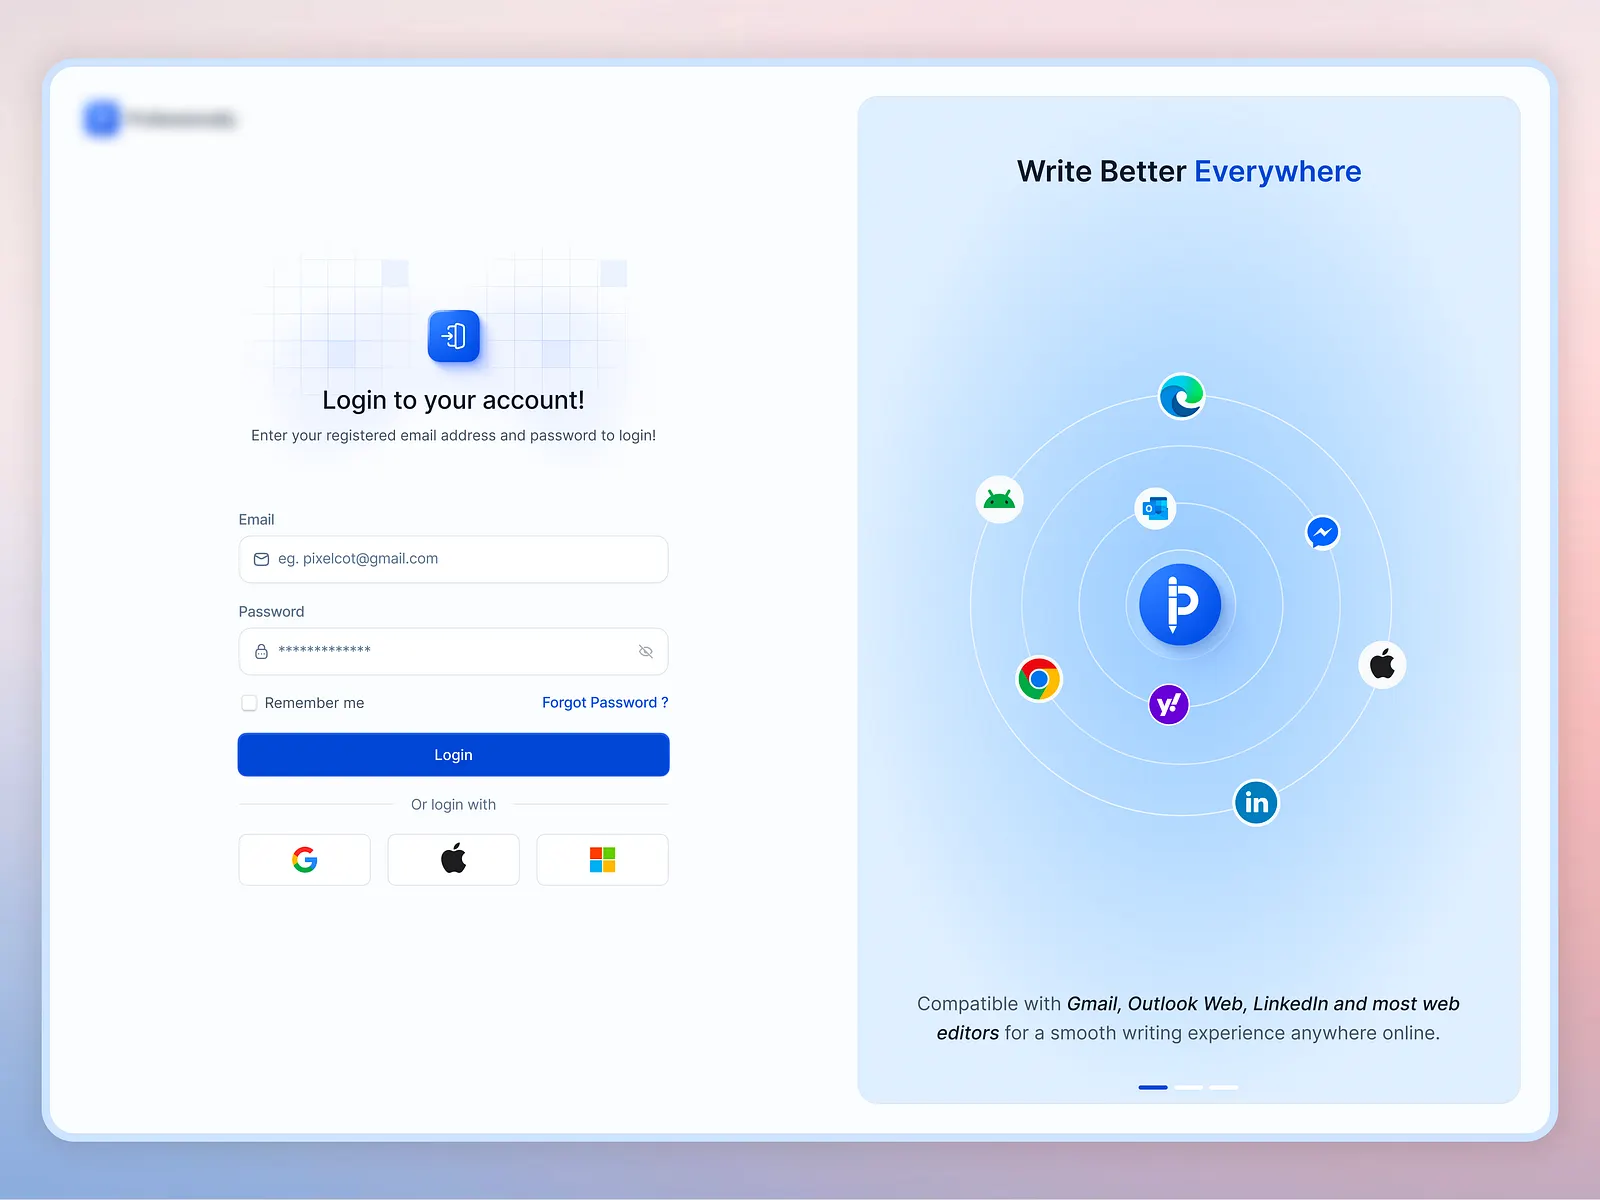 Write Better Everywhere
Login to your account!
Enter your registered email address and password to login!
Email
eg. pixelcot@gmail.com
Password
*************
Remember me
Forgot Password ?
Login
Or login with
in
y!
Compatible with Gmail, Outlook Web, LinkedIn and most web
editors for a smooth writing experience anywhere online.